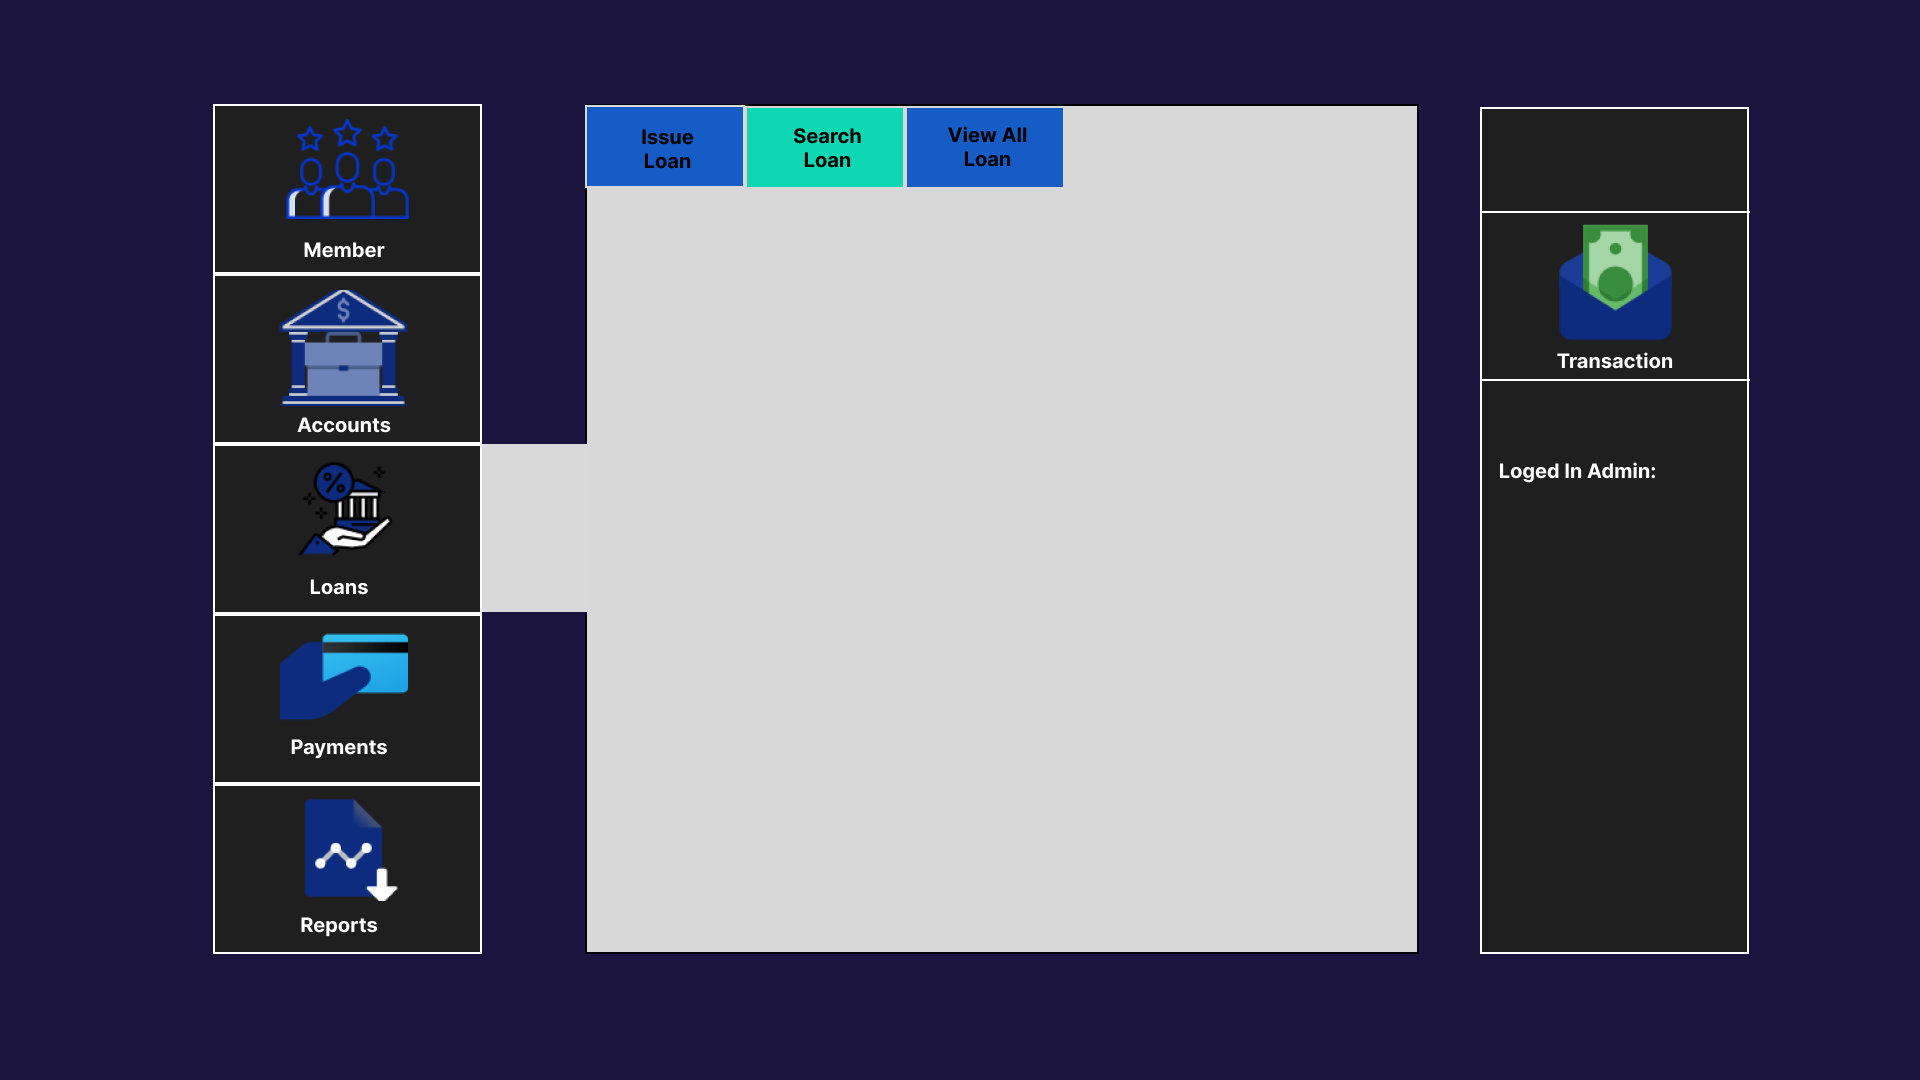 Member
Accounts
Loans
Payments
Reports
Issue
Loan
Search
Loan
View All
Loan
$
%
Transaction
Loged In Admin: